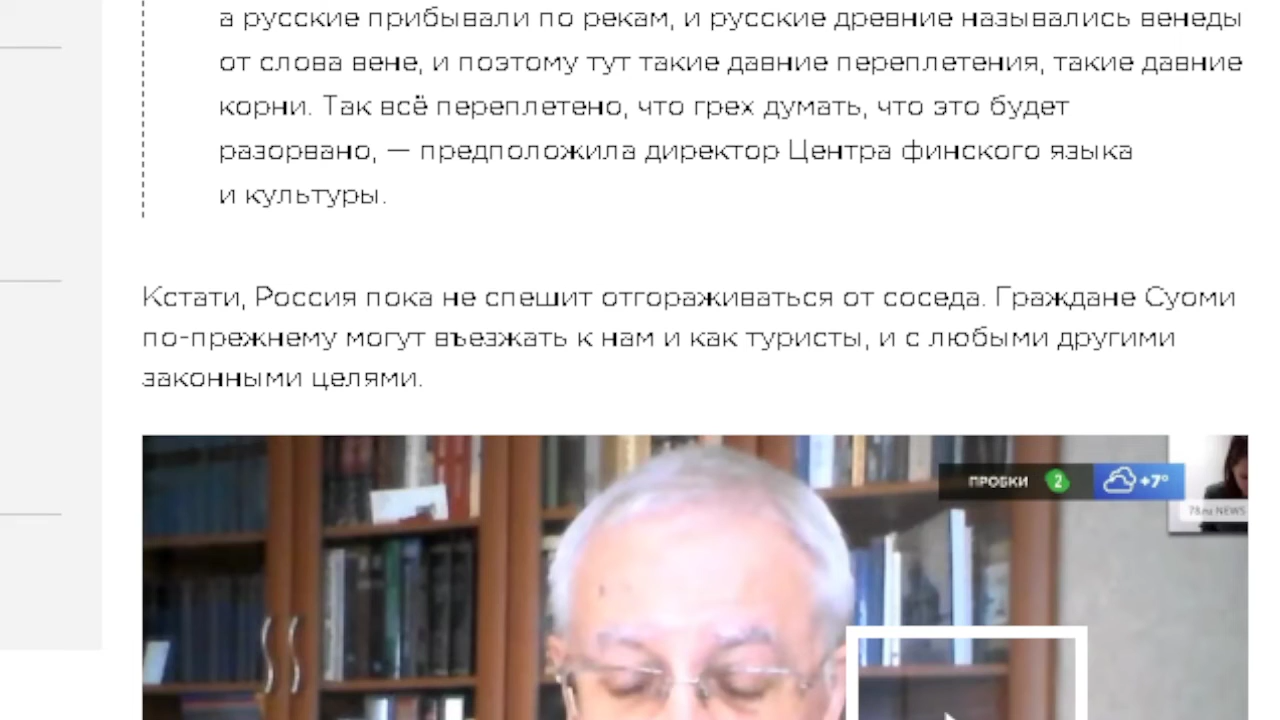 а русские прибывали по рекам, и русские древние назывались венеды
от слова вене, и поэтому тут такие давние переплетения, такие давние
корни. Так всё переплетено, что грех думать, что это будет
разорвано, — предположила директор Центра финского языка
и культуры.
Кстати, Россия пока не спешит отгораживаться от соседа. Граждане Суоми
по-прежнему могут въезжать к нам и как туристы, и с любыми другими
законными целями.
ПРОБКИ 2 +7°
78.ru NEWS